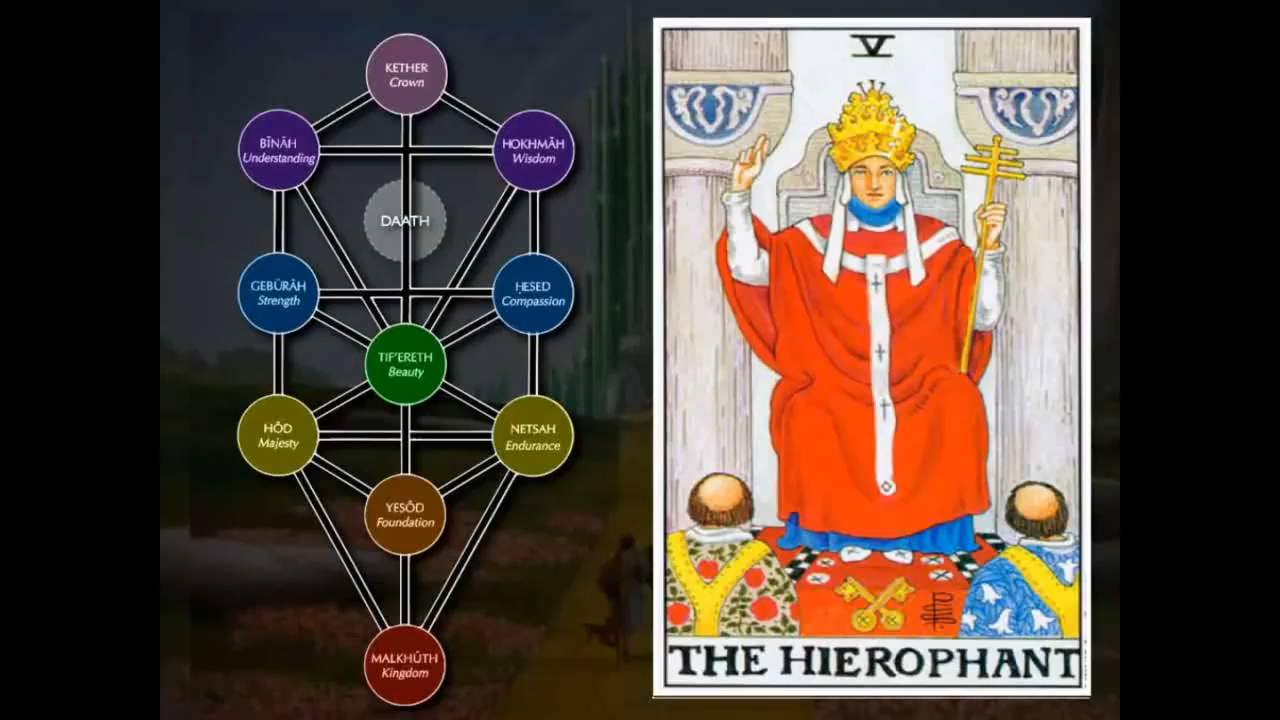 KETHER
Crown
BĪNĀH
Understanding
HOKHMĀH
Wisdom
DAATH
GEBŪRĀH
Strength
ḤESED
Compassion
TIF'ERETH
Beauty
HŌD
Majesty
NETSAH
Endurance
YESŌD
Foundation
MALKHŪTH
Kingdom
V
THE HIEROPHANT